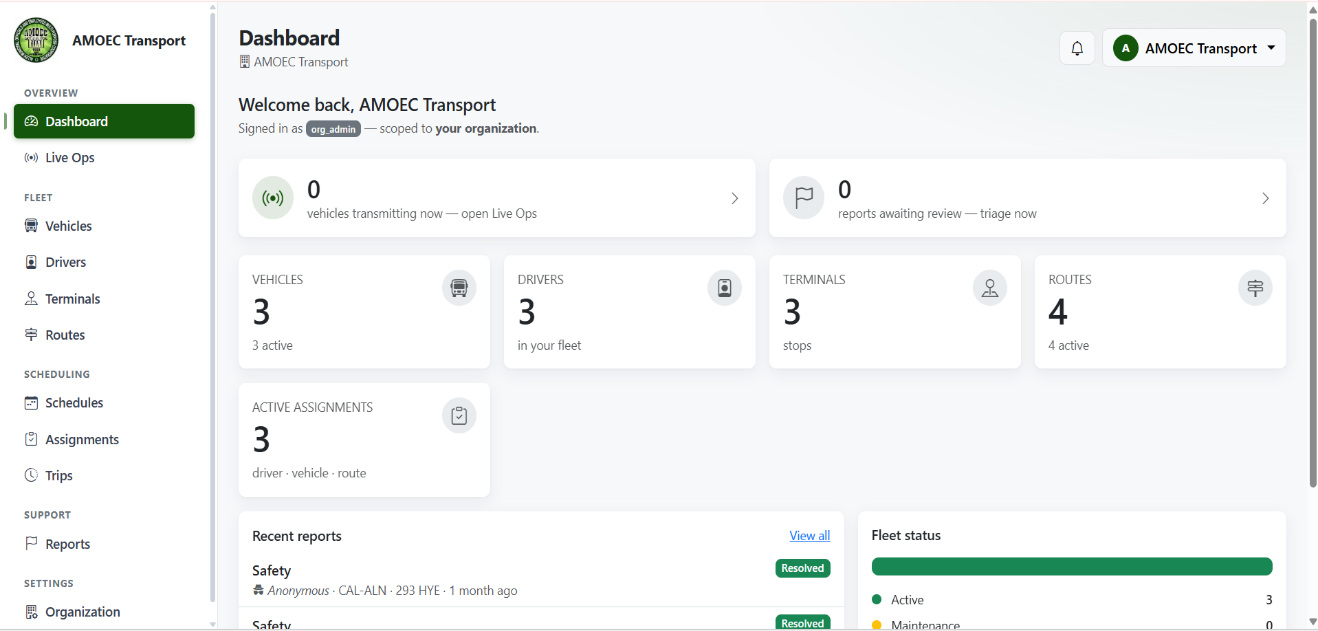 AMOEC Transport
OVERVIEW
Dashboard
Live Ops
FLEET
Vehicles
Drivers
Terminals
Routes
SCHEDULING
Schedules
Assignments
Trips
SUPPORT
Reports
SETTINGS
Organization
Dashboard
AMOEC Transport
A AMOEC Transport
Welcome back, AMOEC Transport
Signed in as org_admin — scoped to your organization.
0
vehicles transmitting now — open Live Ops
0
reports awaiting review — triage now
VEHICLES
3
3 active
DRIVERS
3
in your fleet
TERMINALS
3
stops
ROUTES
4
4 active
ACTIVE ASSIGNMENTS
3
driver · vehicle · route
Recent reports View all
Safety Resolved
Anonymous · CAL-ALN · 293 HYE · 1 month ago
Safety Resolved
Fleet status
Active 3
Maintenance 0